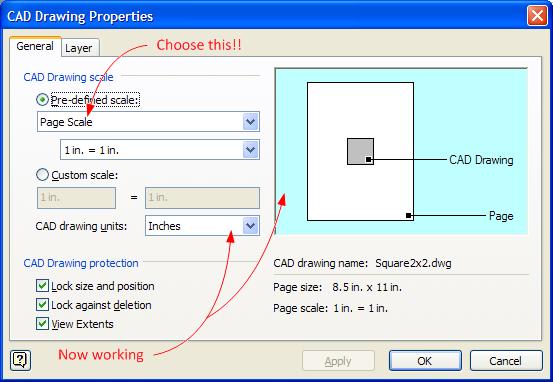 CAD Drawing Properties
General
Layer
Choose this!!
CAD Drawing scale
Pre-defined scale:
Page Scale
1 in. = 1 in.
Custom scale:
1 in. = 1 in.
CAD drawing units: Inches
CAD Drawing
Page
CAD Drawing protection
Lock size and position
Lock against deletion
View Extents
CAD drawing name: Square2x2.dwg
Page size: 8.5 in. x 11 in.
Page scale: 1 in. = 1 in.
Now working
?
Apply
OK
Cancel